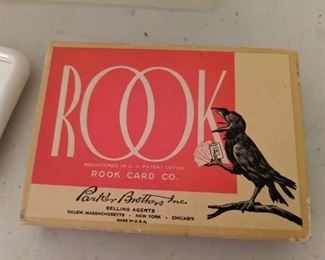 ROOK
REGISTERED IN U.S. PATENT OFFICE
ROOK CARD CO.
Parker Brothers Inc.
SELLING AGENTS
SALEM, MASSACHUSETTS • NEW YORK • CHICAGO
MADE IN U.S.A.